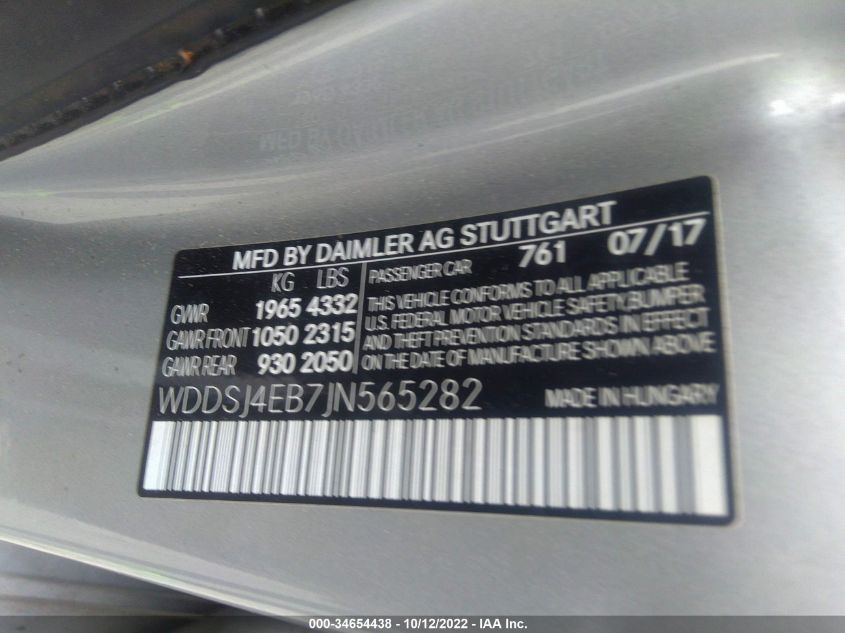 MFD BY DAIMLER AG STUTTGART
KG LBS PASSENGER CAR 761 07/17
GVWR 1965 4332
GAWR FRONT 1050 2315
GAWR REAR 930 2050
THIS VEHICLE CONFORMS TO ALL APPLICABLE
U.S. FEDERAL MOTOR VEHICLE SAFETY, BUMPER
AND THEFT PREVENTION STANDARDS IN EFFECT
ON THE DATE OF MANUFACTURE SHOWN ABOVE
WDDSJ4EB7JN565282 MADE IN HUNGARY
000-34654438 - 10/12/2022 - IAA Inc.